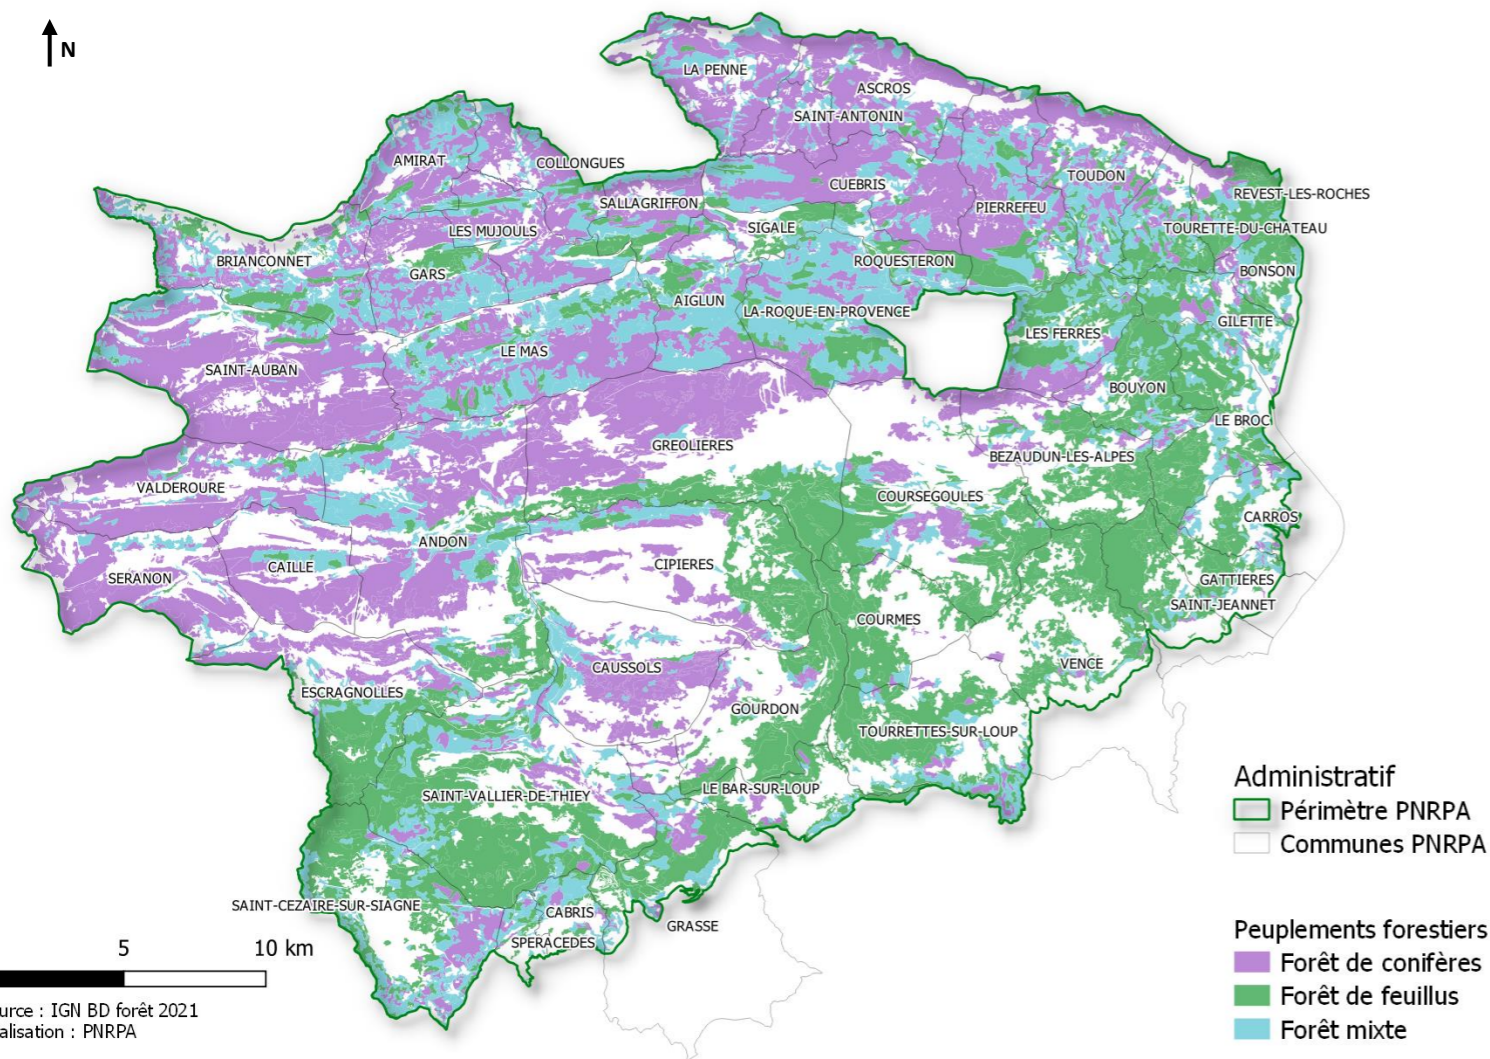 N
LA PENNE
ASCROS
SAINT-ANTONIN
AMIRAT
COLLONGUES
CUEBRIS
TOUDON
REVEST-LES-ROCHES
SALLAGRIFFON
PIERREFEU
LES MUJOULS
SIGALE
TOURETTE-DU-CHATEAU
BRIANCONNET
GARS
ROQUESTERON
BONSON
AIGLUN
LA-ROQUE-EN-PROVENCE
GILETTE
LES FERRES
LE MAS
SAINT-AUBAN
BOUYON
LE BROC
GREOLIERES
BEZAUDUN-LES-ALPES
VALDEROURE
COURSEGOULES
CARROS
ANDON
CIPIERES
CAILLE
SERANON
GATTIERES
SAINT-JEANNET
COURMES
CAUSSOLS
VENCE
ESCRAGNOLLES
GOURDON
TOURRETTES-SUR-LOUP
LE BAR-SUR-LOUP
SAINT-VALLIER-DE-THIEY
SAINT-CEZAIRE-SUR-SIAGNE
CABRIS
GRASSE
SPERACEDES
Administratif
Périmètre PNRPA
Communes PNRPA
Peuplements forestiers
Forêt de conifères
Forêt de feuillus
Forêt mixte
5 10 km
urce : IGN BD forêt 2021
alisation : PNRPA